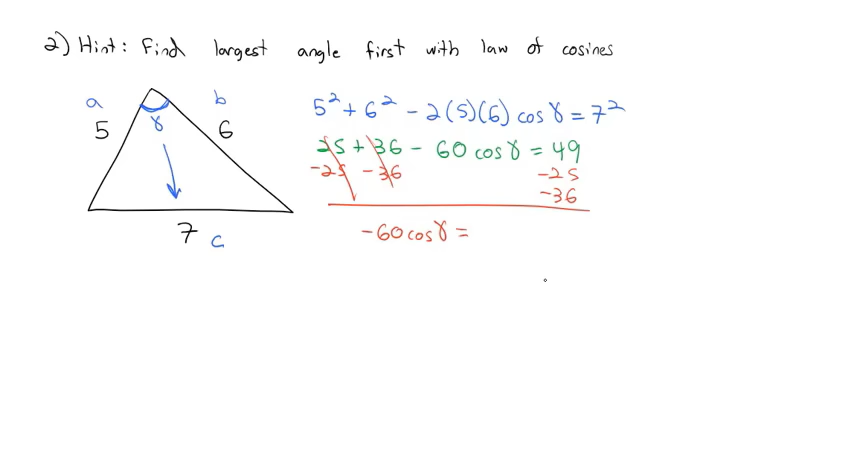 2) Hint: Find largest angle first with law of cosines
a b
5 γ 6
7 c
5² + 6² - 2(5)(6) cos γ = 7²
25 + 36 - 60 cos γ = 49
-25 -36 -25
-36
-60 cos γ =